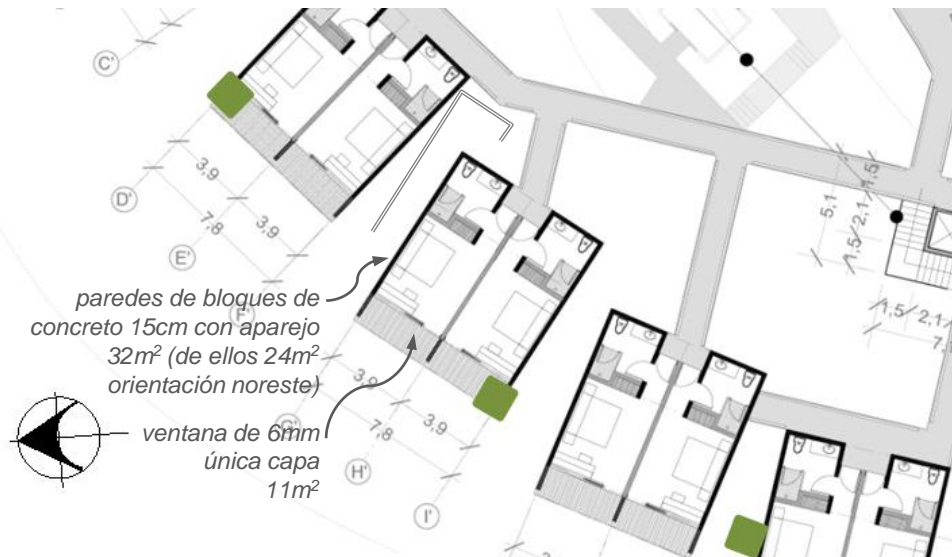 C'
D'
3,9
7,8
3,9
E'
F'
5,1
1,5 2,1 1,5
1,5 2,1
7,
paredes de bloques de
concreto 15cm con aparejo
32m² (de ellos 24m²
orientación noreste)
3,9
7,8
3,9
G'
H'
I'
ventana de 6mm
única capa
11m²